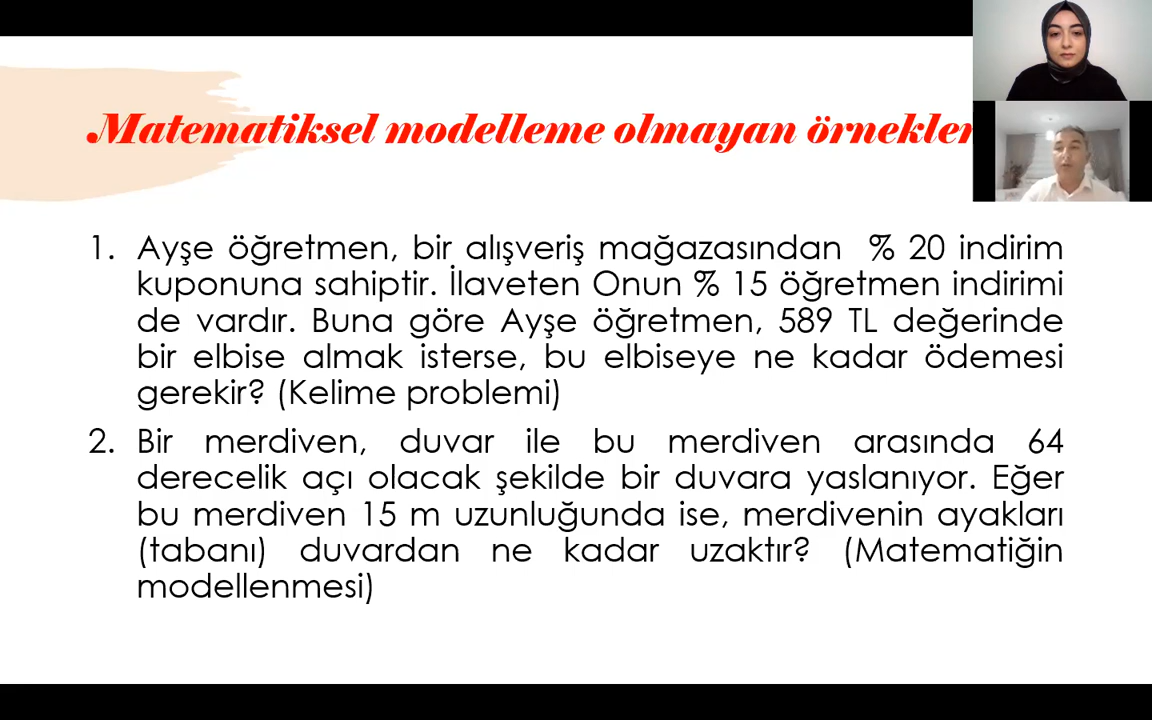 Matematiksel modelleme olmayan örnekler
1. Ayşe öğretmen, bir alışveriş mağazasından % 20 indirim
kuponuna sahiptir. İlaveten Onun % 15 öğretmen indirimi
de vardır. Buna göre Ayşe öğretmen, 589 TL değerinde
bir elbise almak isterse, bu elbiseye ne kadar ödemesi
gerekir? (Kelime problemi)
2. Bir merdiven, duvar ile bu merdiven arasında 64
derecelik açı olacak şekilde bir duvara yaslanıyor. Eğer
bu merdiven 15 m uzunluğunda ise, merdivenin ayakları
(tabanı) duvardan ne kadar uzaktır? (Matematiğin
modellenmesi)